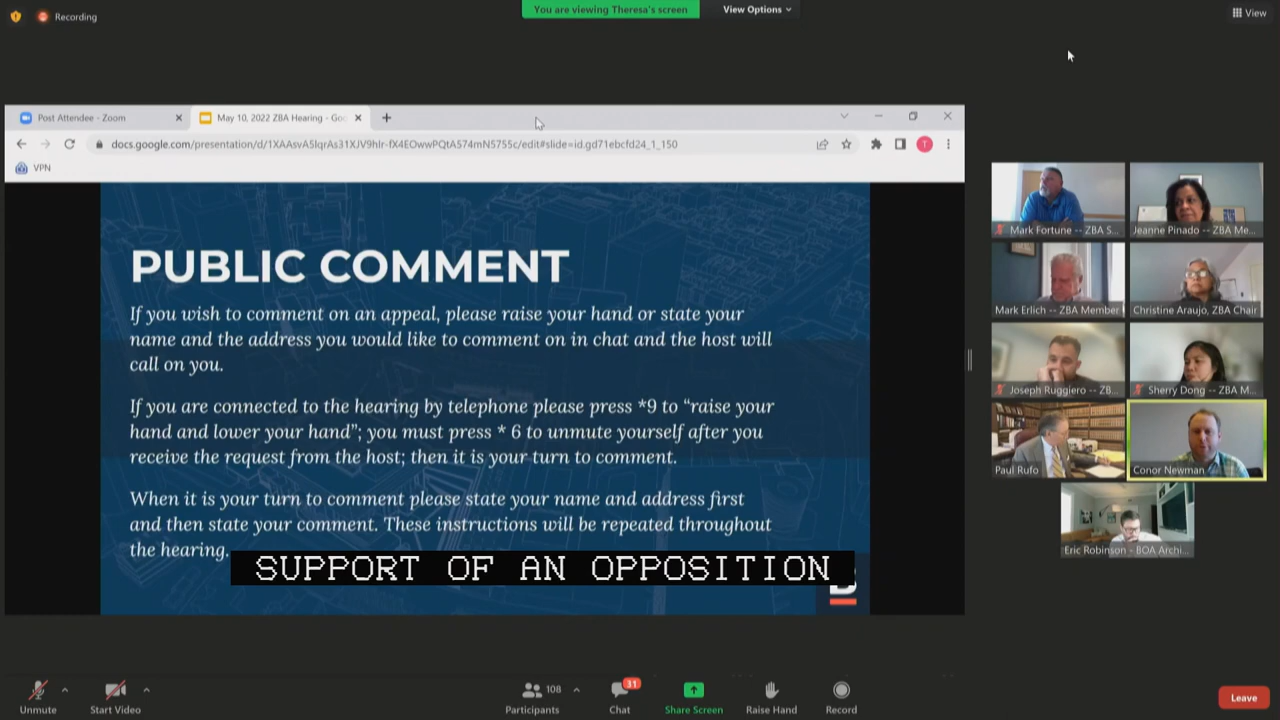 Recording
You are viewing Theresa's screen
View Options
View
Post Attendee - Zoom
May 10, 2022 ZBA Hearing - Goo
docs.google.com/presentation/d/1XAAsvA5lqrAs31XJV9hIr-fX4EOwwPQtA574mN5755c/edit#slide=id.gd71ebcfd24_1_150
T
VPN
PUBLIC COMMENT
If you wish to comment on an appeal, please raise your hand or state your
name and the address you would like to comment on in chat and the host will
call on you.
If you are connected to the hearing by telephone please press *9 to “raise your
hand and lower your hand”; you must press * 6 to unmute yourself after you
receive the request from the host; then it is your turn to comment.
When it is your turn to comment please state your name and address first
and then state your comment. These instructions will be repeated throughout
the hearing.
SUPPORT OF AN OPPOSITION
B
Mark Fortune -- ZBA S...
Jeanne Pinado -- ZBA Me...
Mark Erlich -- ZBA Member
Christine Araujo, ZBA Chair
Joseph Ruggiero -- ZB...
Sherry Dong -- ZBA M...
Paul Rufo
Conor Newman
Eric Robinson - BOA Archi...
Unmute
Start Video
108
Participants
31
Chat
Share Screen
Raise Hand
Record
Leave